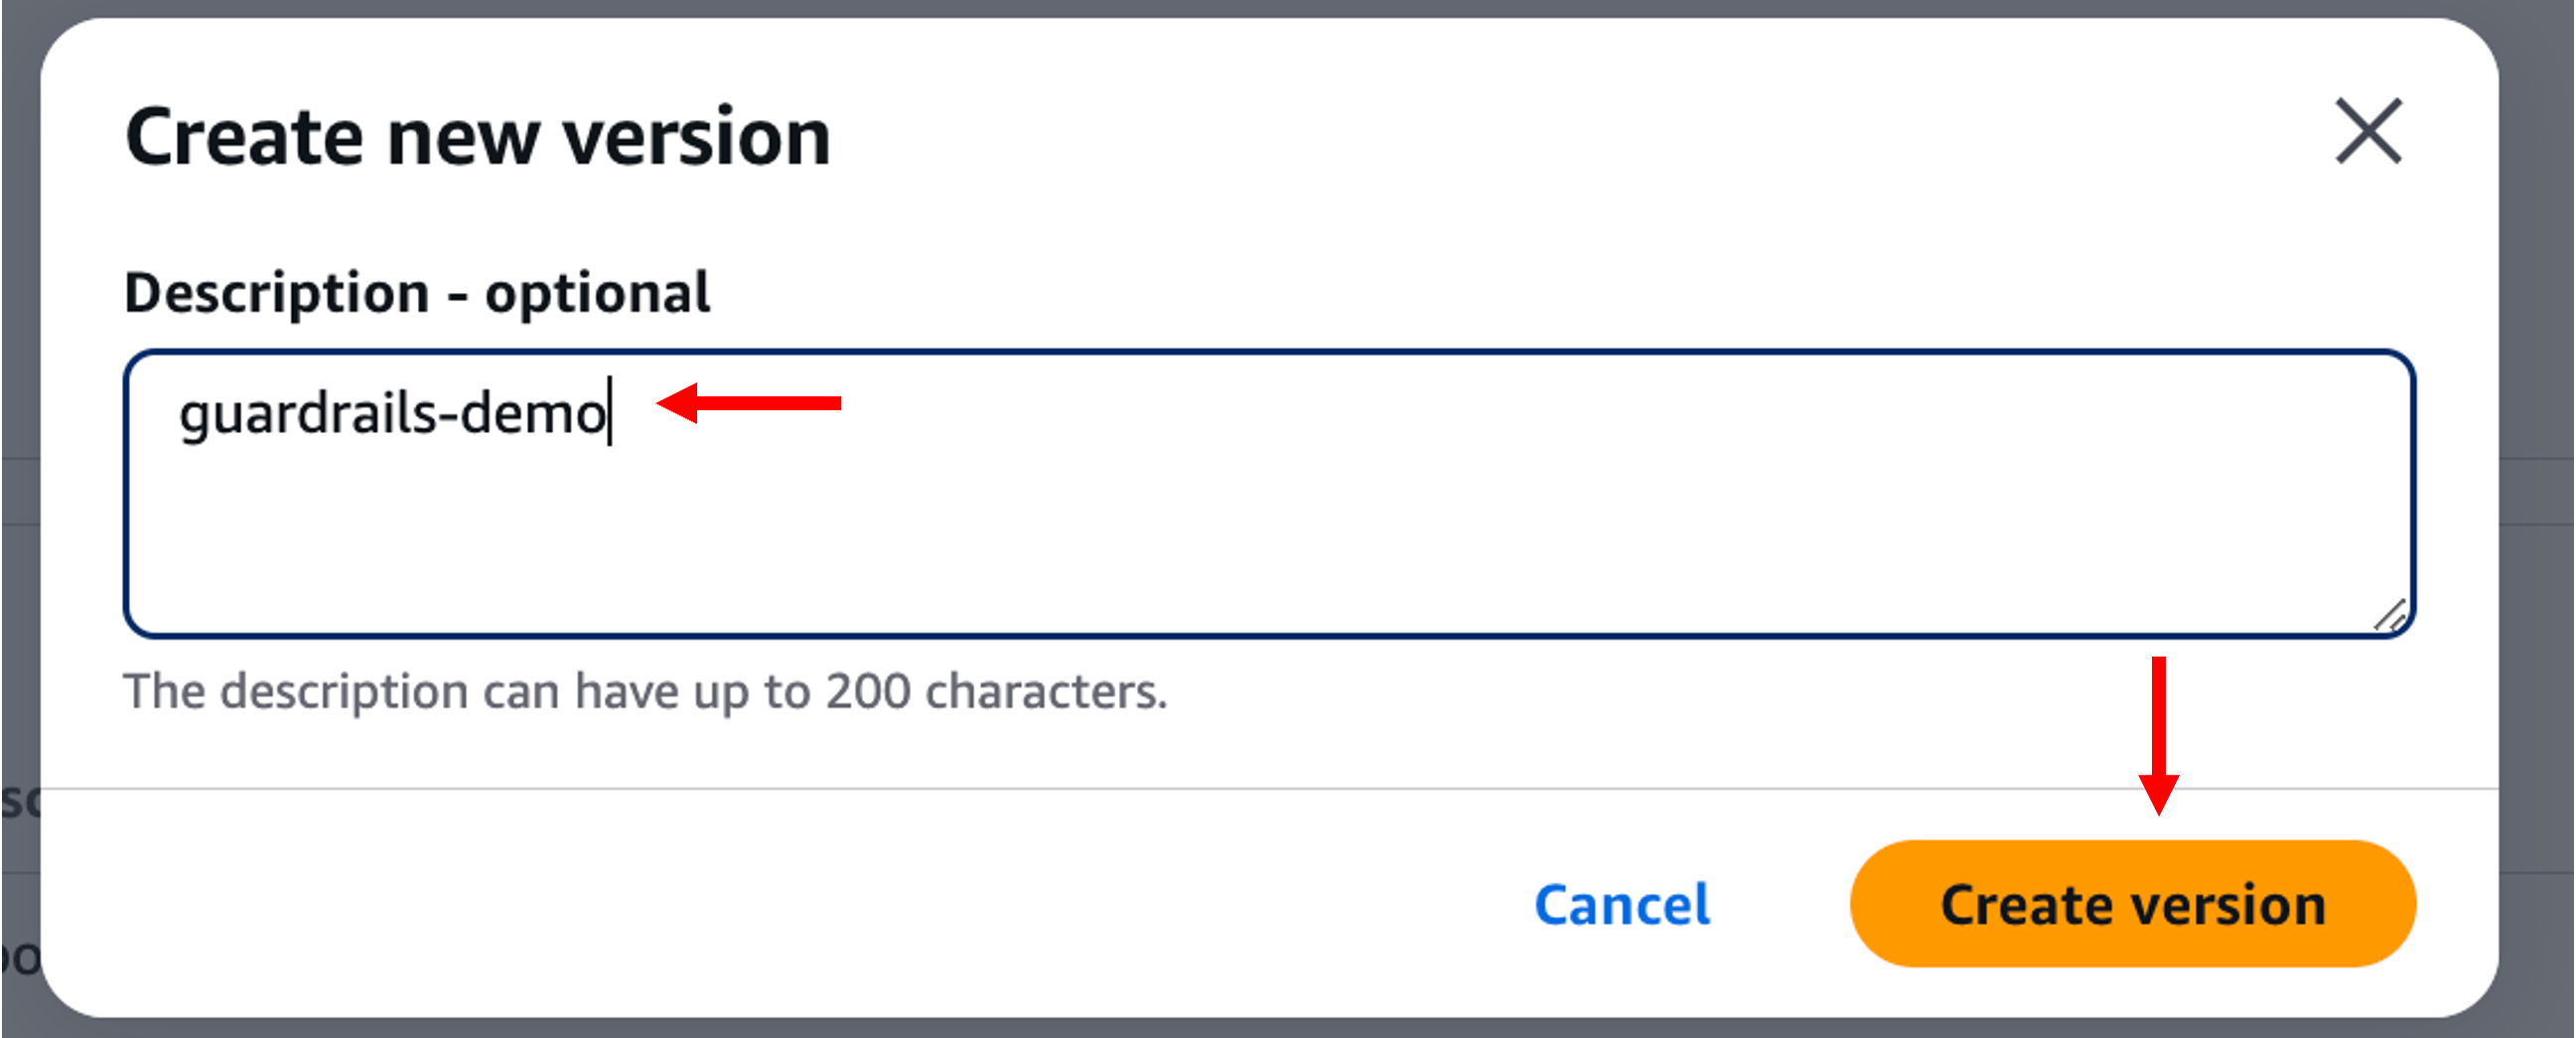 Create new version
Description - optional
guardrails-demo
The description can have up to 200 characters.
Cancel
Create version